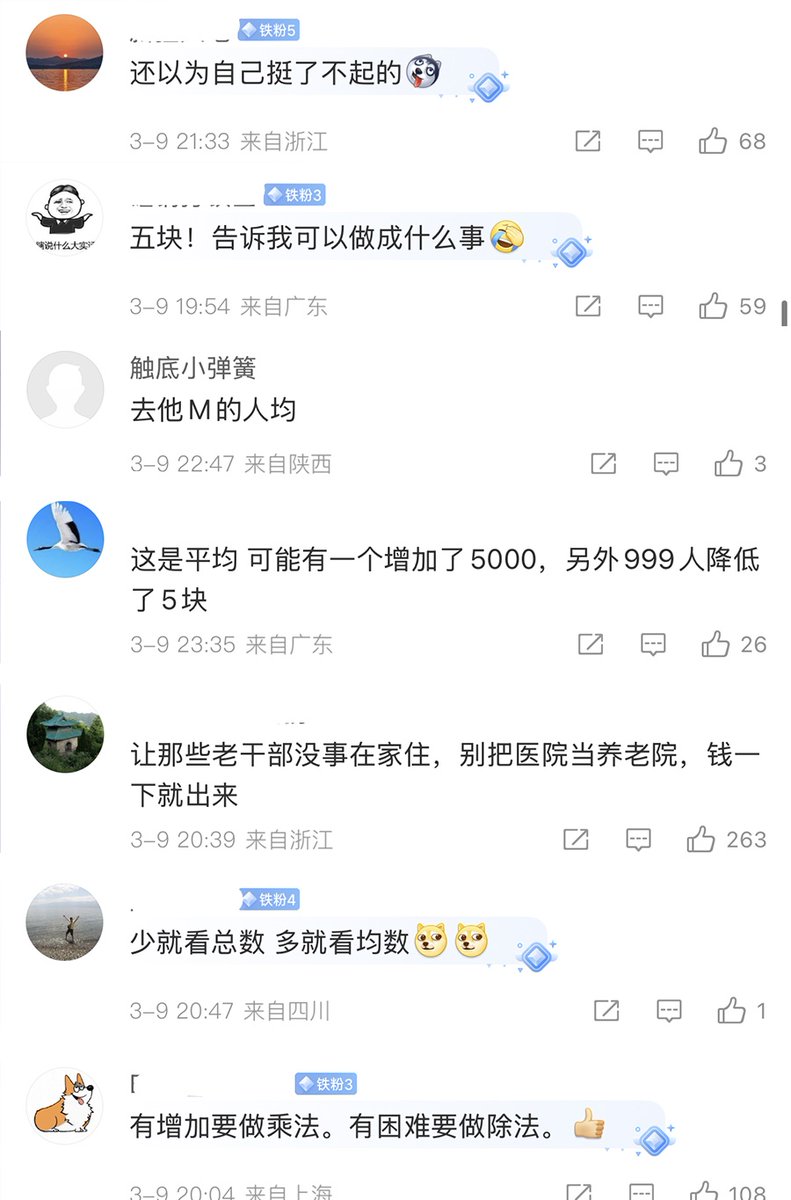 铁粉5
还以为自己挺了不起的
3-9 21:33 来自浙江
68
铁粉3
五块！告诉我可以做成什么事
3-9 19:54 来自广东
59
触底小弹簧
去他M的人均
3-9 22:47 来自陕西
3
这是平均 可能有一个增加了5000，另外999人降低
了5块
3-9 23:35 来自广东
26
让那些老干部没事在家住，别把医院当养老院，钱一
下就出来
3-9 20:39 来自浙江
263
铁粉4
少就看总数 多就看均数
3-9 20:47 来自四川
1
铁粉3
有增加要做乘法。有困难要做除法。
3-9 20:04 来自上海
108